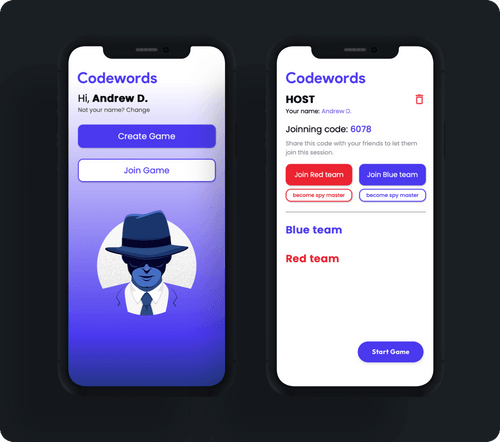 Codewords
Hi, Andrew D.
Not your name? Change
Create Game
Join Game
Codewords
HOST
Your name: Andrew D.
Joinning code: 6078
Share this code with your friends to let them
join this session.
Join Red team
Join Blue team
become spy master
become spy master
Blue team
Red team
Start Game